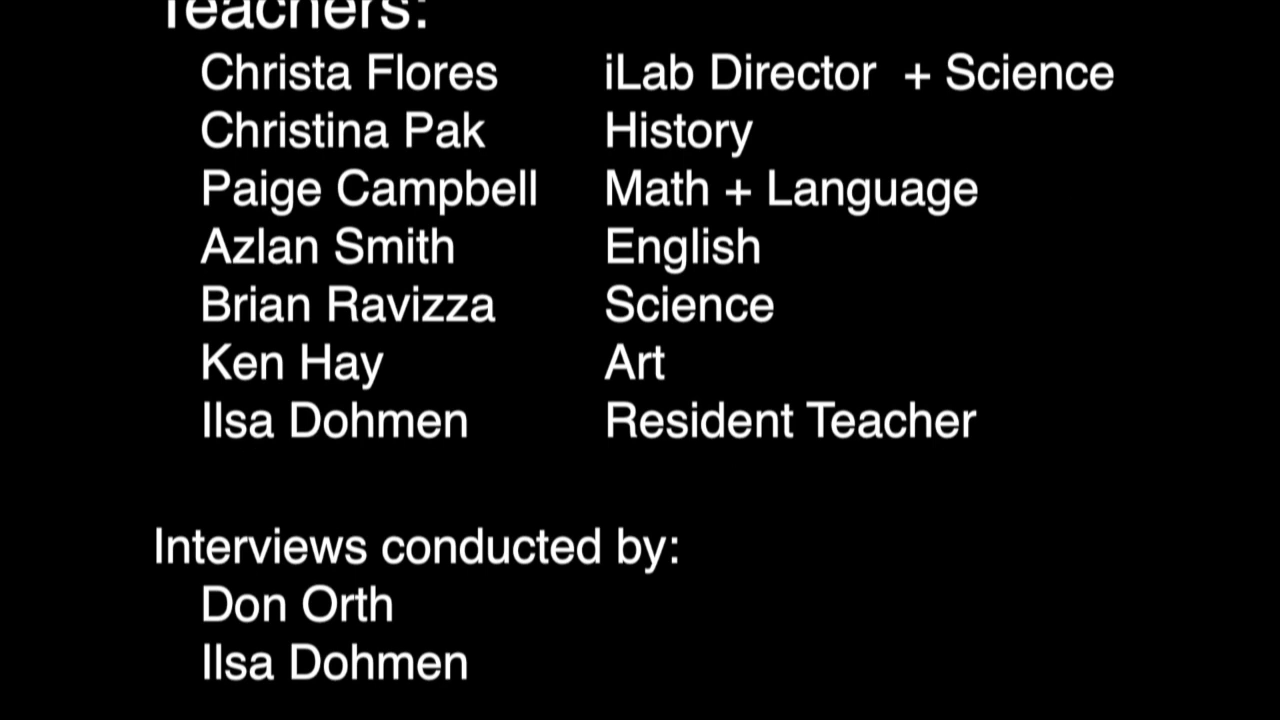 Teachers:
Christa Flores iLab Director + Science
Christina Pak History
Paige Campbell Math + Language
Azlan Smith English
Brian Ravizza Science
Ken Hay Art
Ilsa Dohmen Resident Teacher
Interviews conducted by:
Don Orth
Ilsa Dohmen